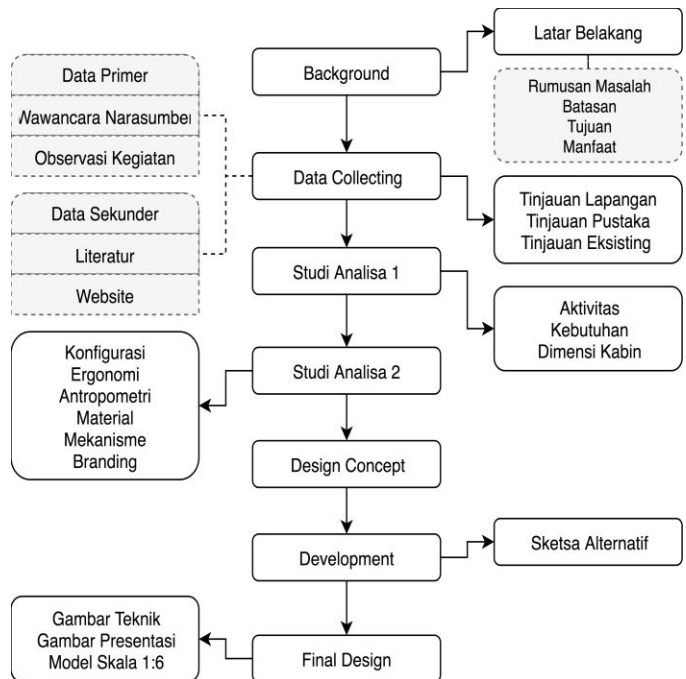 Latar Belakang
Background
Data Primer
Wawancara Narasumber
Observasi Kegiatan
Rumusan Masalah
Batasan
Tujuan
Manfaat
Data Collecting
Tinjauan Lapangan
Tinjauan Pustaka
Tinjauan Eksisting
Data Sekunder
Literatur
Website
Studi Analisa 1
Aktivitas
Kebutuhan
Dimensi Kabin
Studi Analisa 2
Konfigurasi
Ergonomi
Antropometri
Material
Mekanisme
Branding
Design Concept
Development
Sketsa Alternatif
Gambar Teknik
Gambar Presentasi
Model Skala 1:6
Final Design